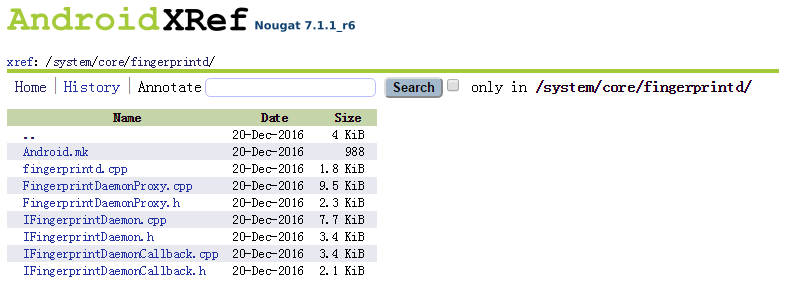 AndroidXRef Nougat 7.1.1_r6
xref: /system/core/fingerprintd/
Home | History | Annotate Search only in /system/core/fingerprintd/
Name Date Size
.. 20-Dec-2016 4 KiB
Android.mk 20-Dec-2016 988
fingerprintd.cpp 20-Dec-2016 1.8 KiB
FingerprintDaemonProxy.cpp 20-Dec-2016 9.5 KiB
FingerprintDaemonProxy.h 20-Dec-2016 2.3 KiB
IFingerprintDaemon.cpp 20-Dec-2016 7.7 KiB
IFingerprintDaemon.h 20-Dec-2016 3.4 KiB
IFingerprintDaemonCallback.cpp 20-Dec-2016 3.4 KiB
IFingerprintDaemonCallback.h 20-Dec-2016 2.1 KiB